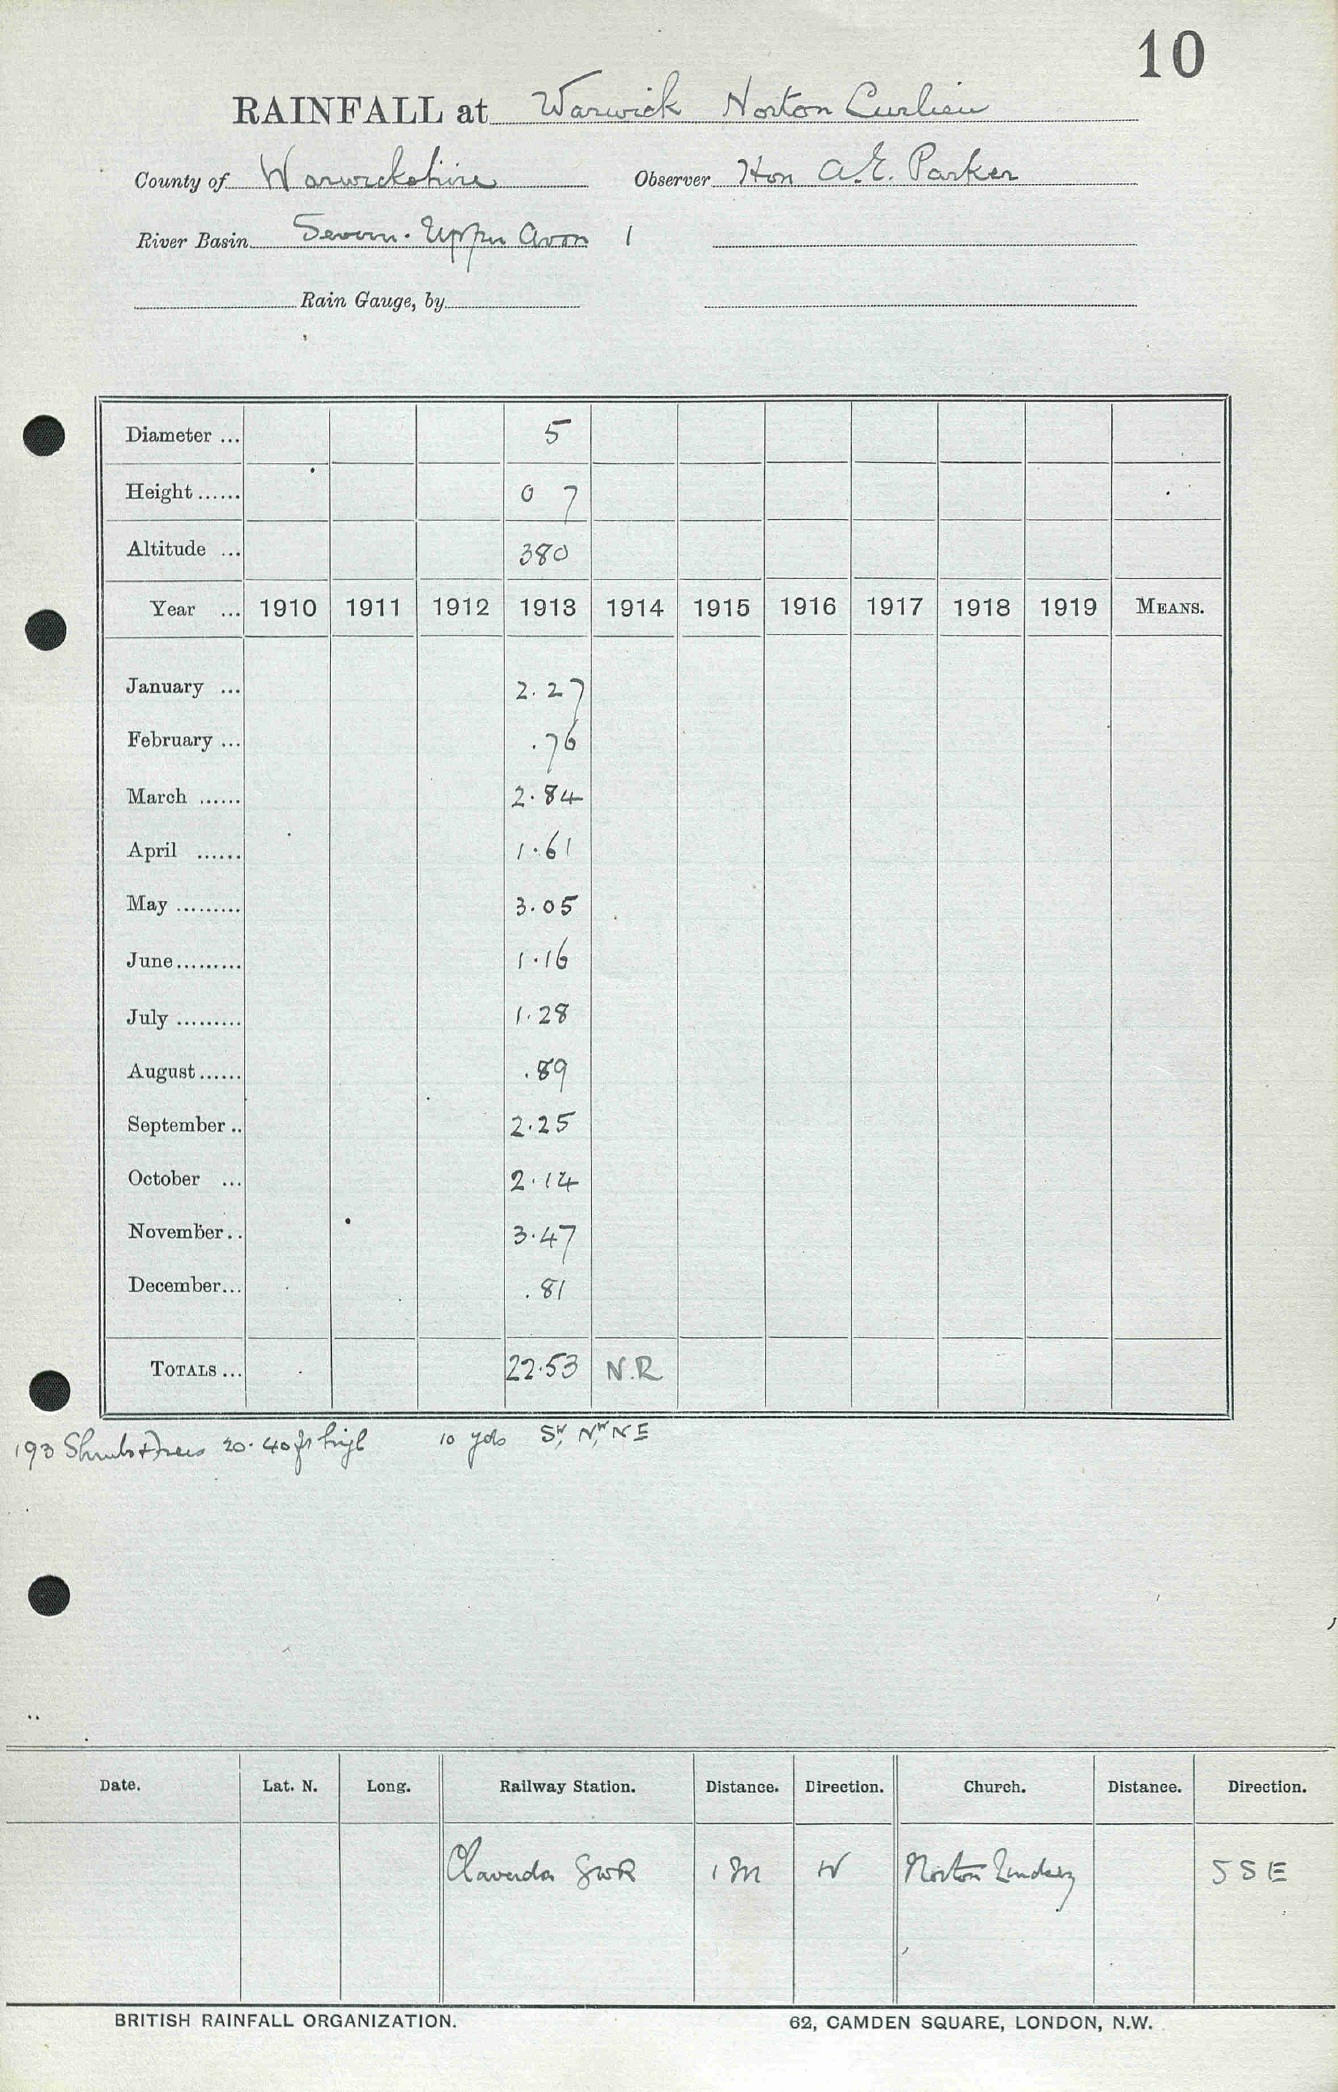 10
RAINFALL at Warwick Norton Curlieu
County of Warwickshire Observer Hon A.E. Parker
River Basin Severn. Upper Avon 1
Rain Gauge, by
Diameter ... 5
Height...... 0 7
Altitude ... 380
Year ... 1910 1911 1912 1913 1914 1915 1916 1917 1918 1919 MEANS.
January ... 2.27
February ... .76
March ...... 2.84
April ...... 1.61
May ......... 3.05
June......... 1.16
July ......... 1.28
August...... .89
September .. 2.25
October ... 2.14
November.. 3.47
December... .81
TOTALS ... 22.53 N.R
193 Shrubs & Trees 20.40 ft high 10 yds SW, NW, NE
Date. Lat. N. Long. Railway Station. Distance. Direction. Church. Distance. Direction.
Claverdon GWR 1 M W Norton Lindsey SSE
BRITISH RAINFALL ORGANIZATION. 62, CAMDEN SQUARE, LONDON, N.W.